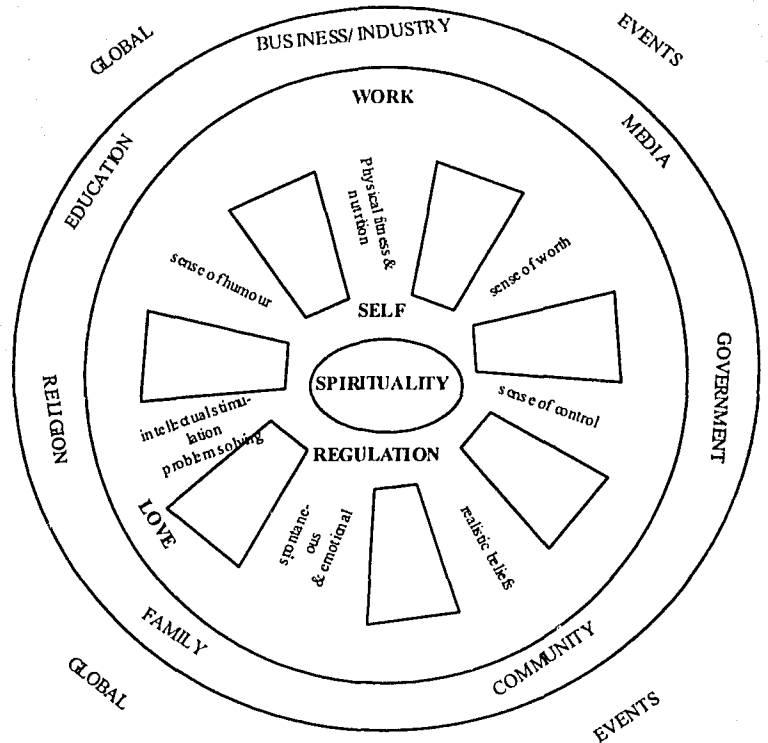 GLOBAL
EVENTS
BUSINESS/INDUSTRY
EDUCATION
MEDIA
WORK
Physical fitness &
nutrition
sense of humour
sense of worth
SELF
SPIRITUALITY
REGULATION
RELIGION
GOVERNMENT
sense of control
intellectual stimu-
lation
problem solving
LOVE
spontane-
ous
& emotional
realistic beliefs
FAMILY
COMMUNITY
GLOBAL
EVENTS